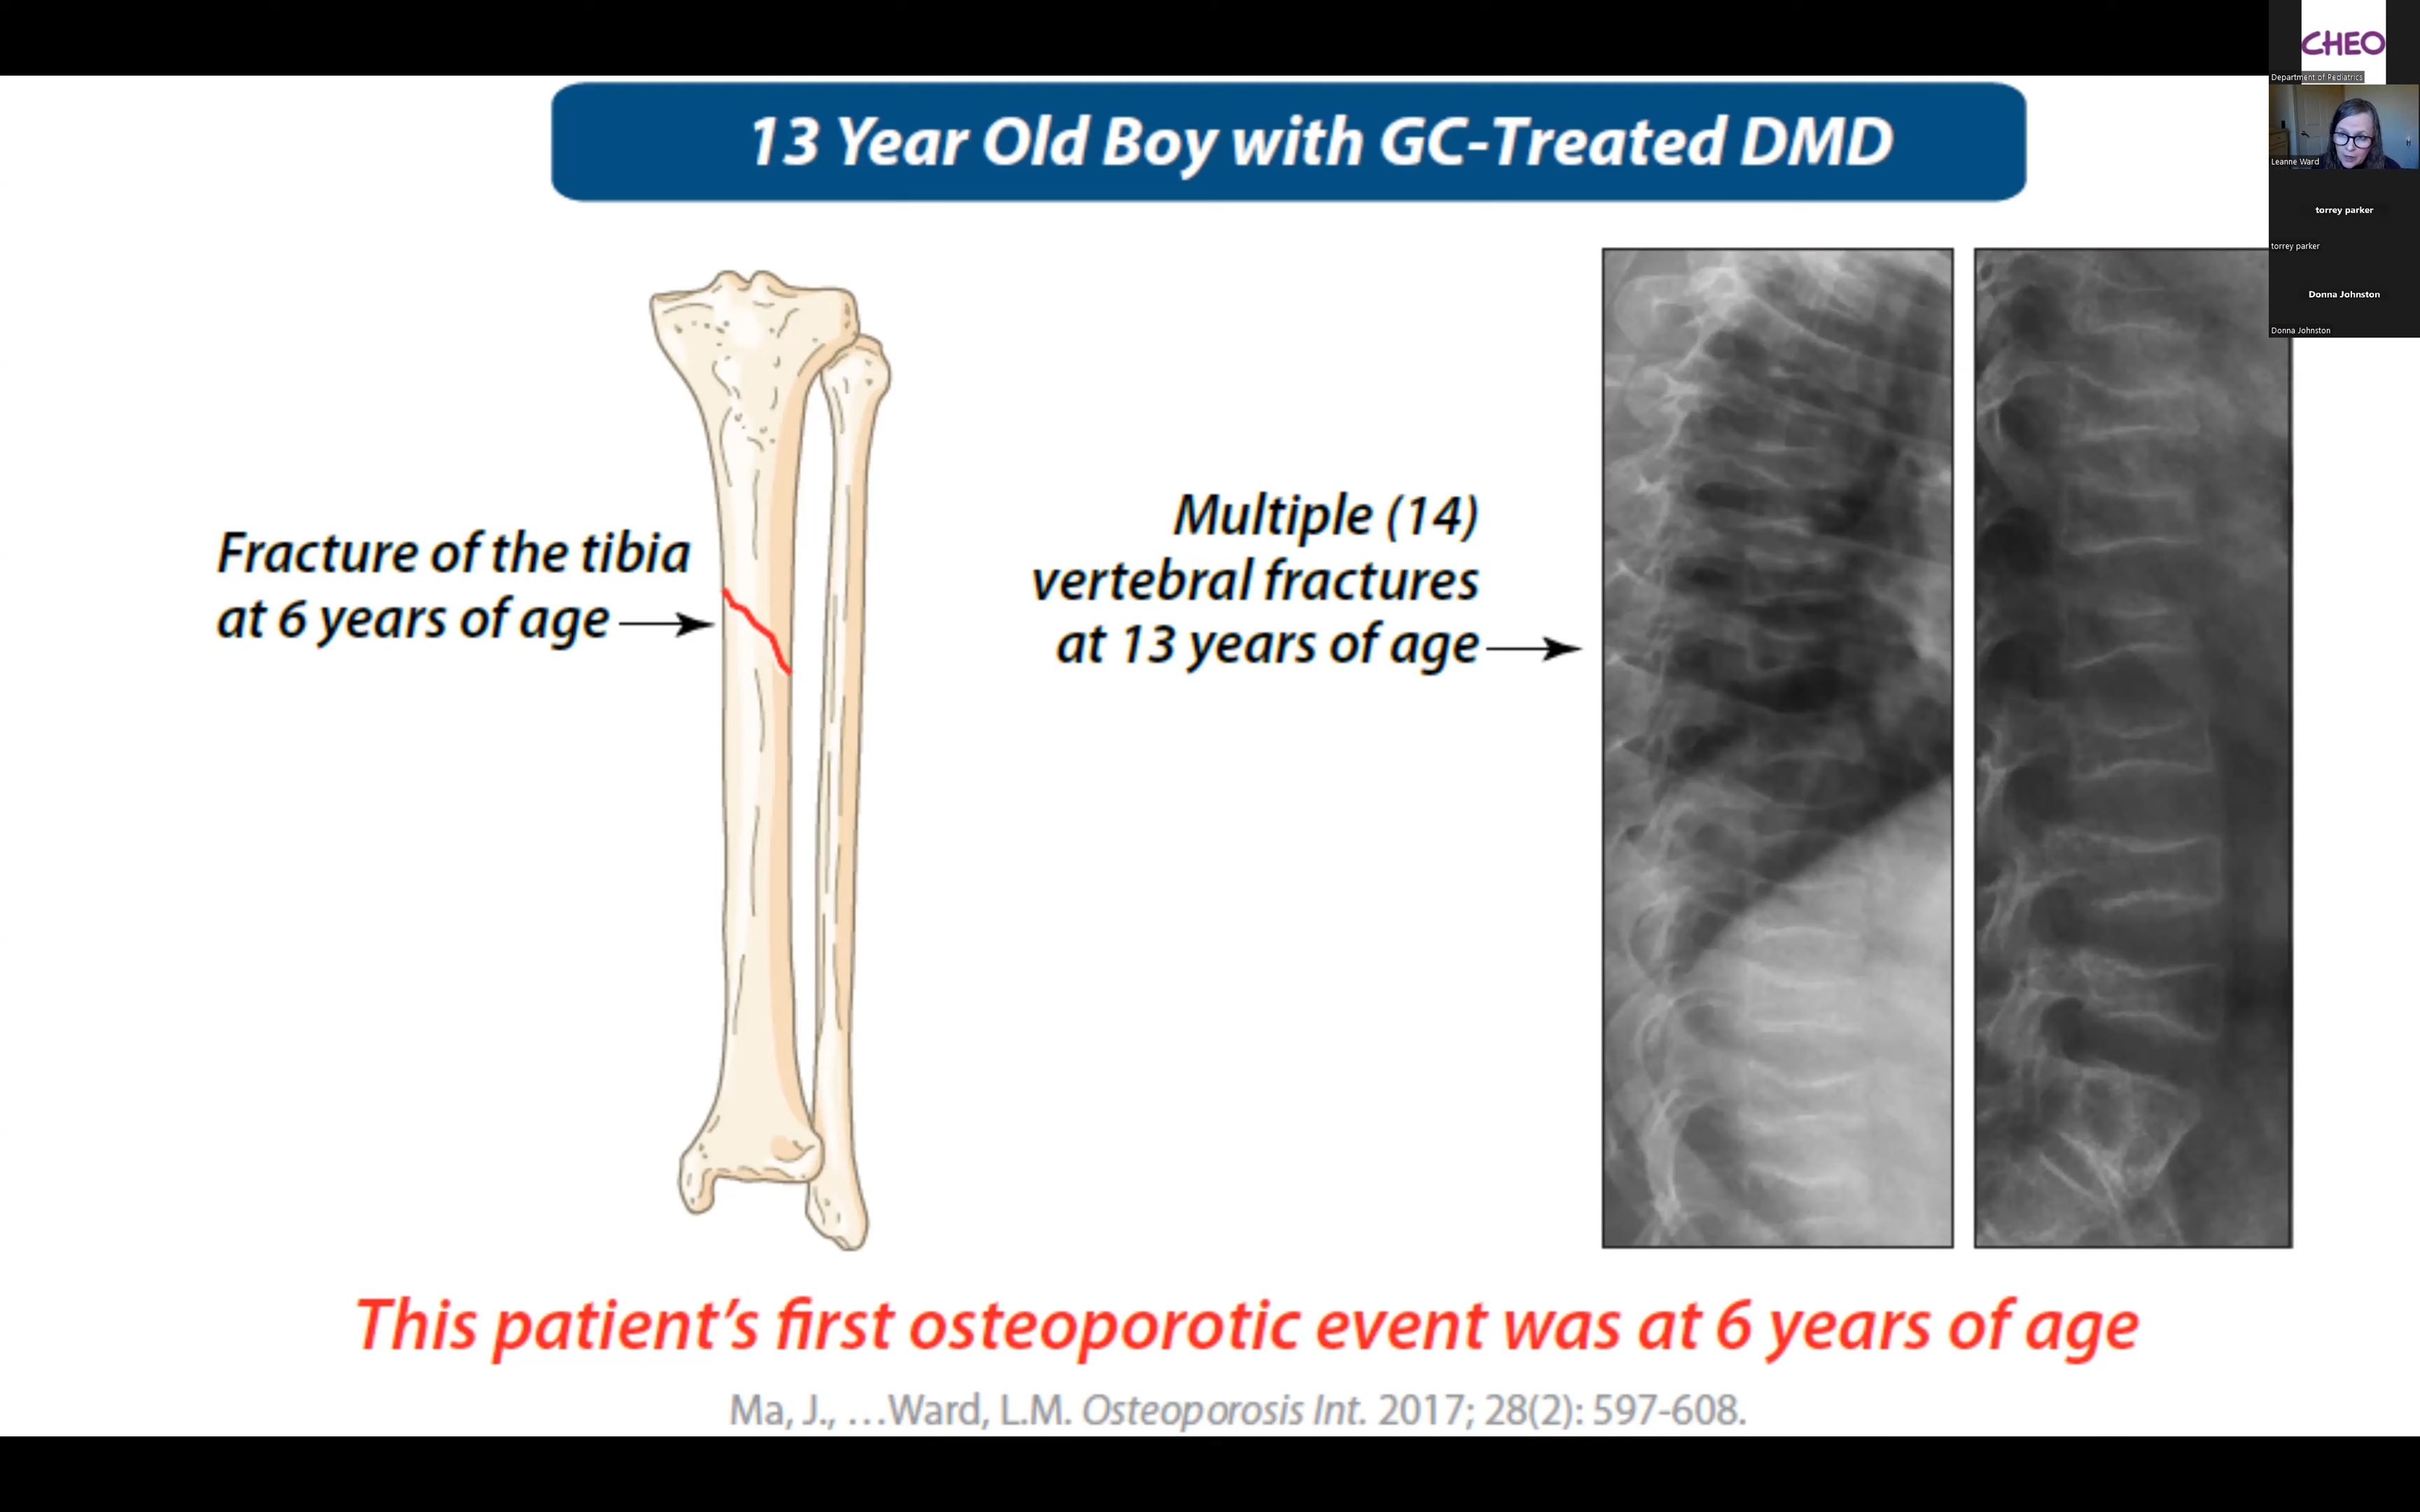 13 Year Old Boy with GC-Treated DMD
Fracture of the tibia
at 6 years of age
Multiple (14)
vertebral fractures
at 13 years of age
This patient's first osteoporotic event was at 6 years of age
Ma, J., …Ward, L.M. Osteoporosis Int. 2017; 28(2): 597-608.
CHEO
Department of Pediatrics
Leanne Ward
torrey parker
torrey parker
Donna Johnston
Donna Johnston